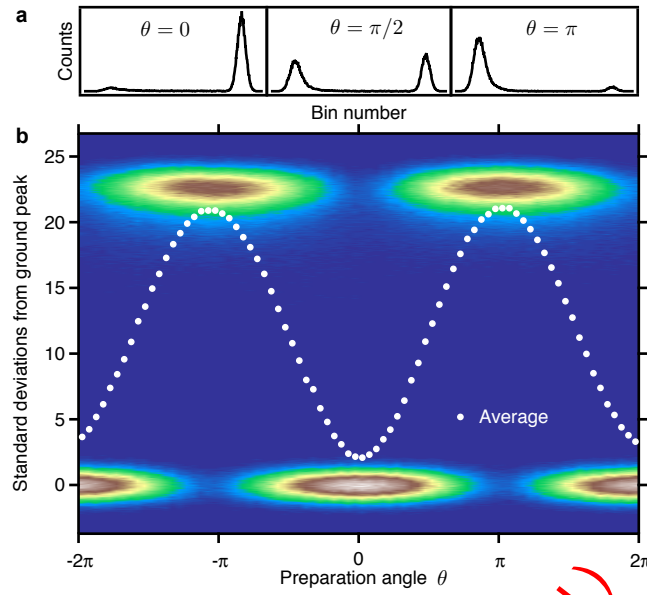 a
Counts
θ = 0
θ = π/2
θ = π
Bin number
b
Standard deviations from ground peak
25
20
15
10
5
0
Average
-2π
-π
0
π
2π
Preparation angle θ